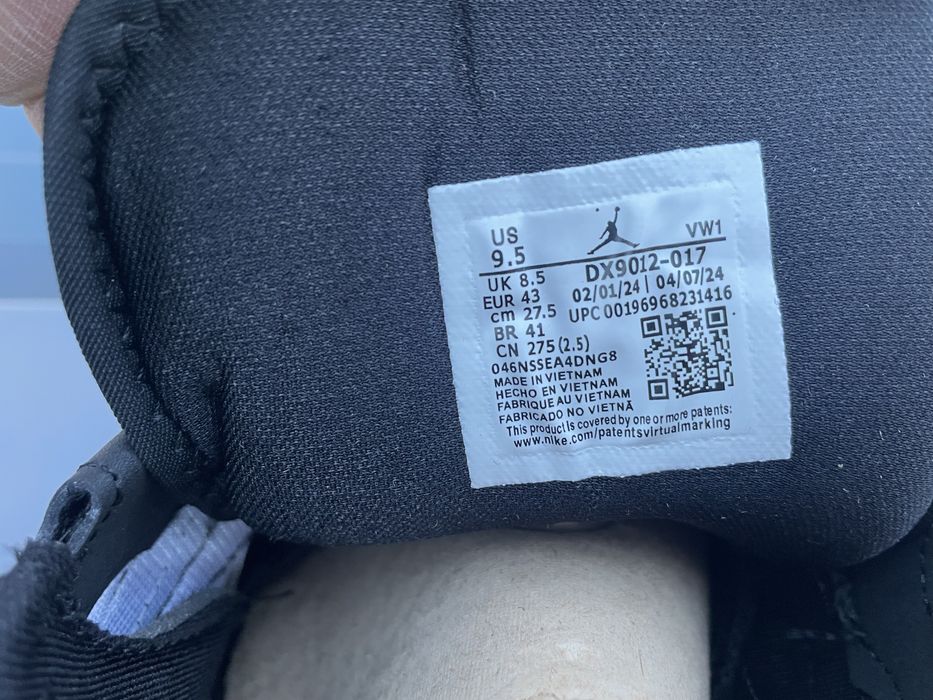 US
9.5
VW1
UK 8.5
DX9012-017
EUR 43
02/01/24 | 04/07/24
cm 27.5
UPC 00196968231416
BR 41
CN 275(2.5)
046NSSEA4DNG8
MADE IN VIETNAM
HECHO EN VIETNAM
FABRIQUE AU VIETNAM
FABRICADO NO VIETNÃ
This product is covered by one or more patents:
www.nike.com/patentsvirtualmarking